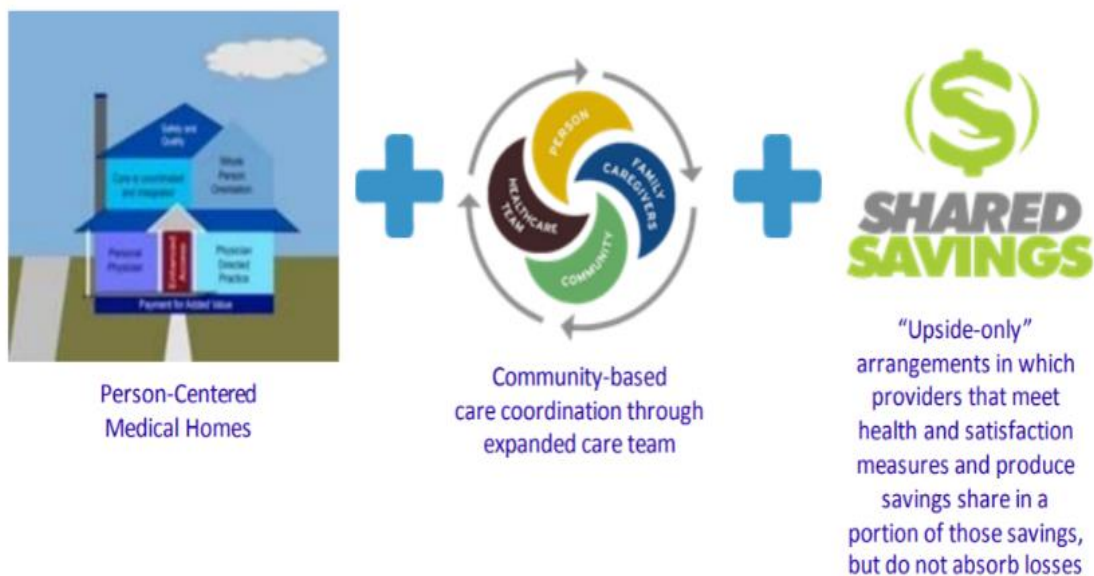 Safety and
Quality
Care is coordinated
and integrated
Whole
Person
Orientation
Personal
Physician
Enhanced
Access
Physician
Directed
Practice
Payment for Added Value
Person-Centered
Medical Homes
PERSON
FAMILY
CAREGIVERS
COMMUNITY
HEALTHCARE
TEAM
Community-based
care coordination through
expanded care team
$
SHARED
SAVINGS
“Upside-only”
arrangements in which
providers that meet
health and satisfaction
measures and produce
savings share in a
portion of those savings,
but do not absorb losses